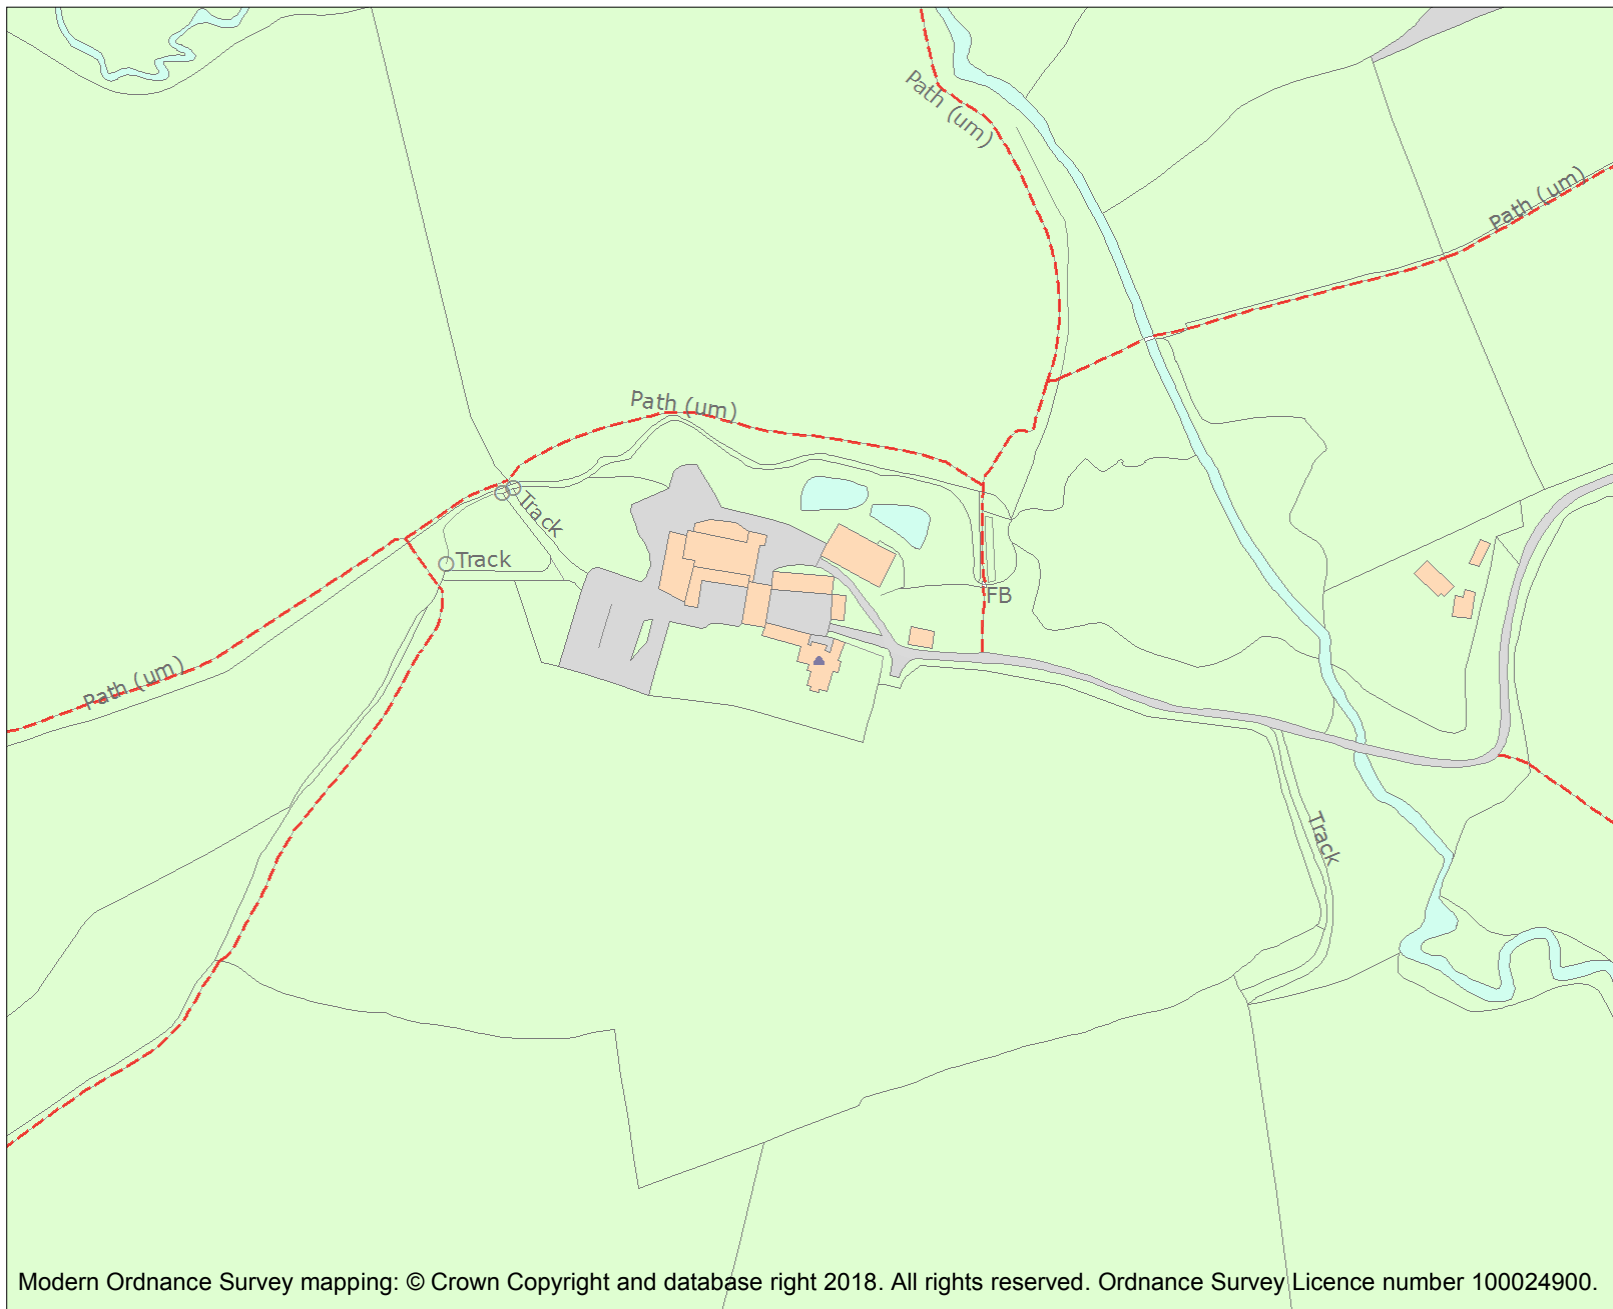 Path (um)
Path (um)
Path (um)
Track
Track
FB
Path (um)
Track
Modern Ordnance Survey mapping: © Crown Copyright and database right 2018. All rights reserved. Ordnance Survey Licence number 100024900.